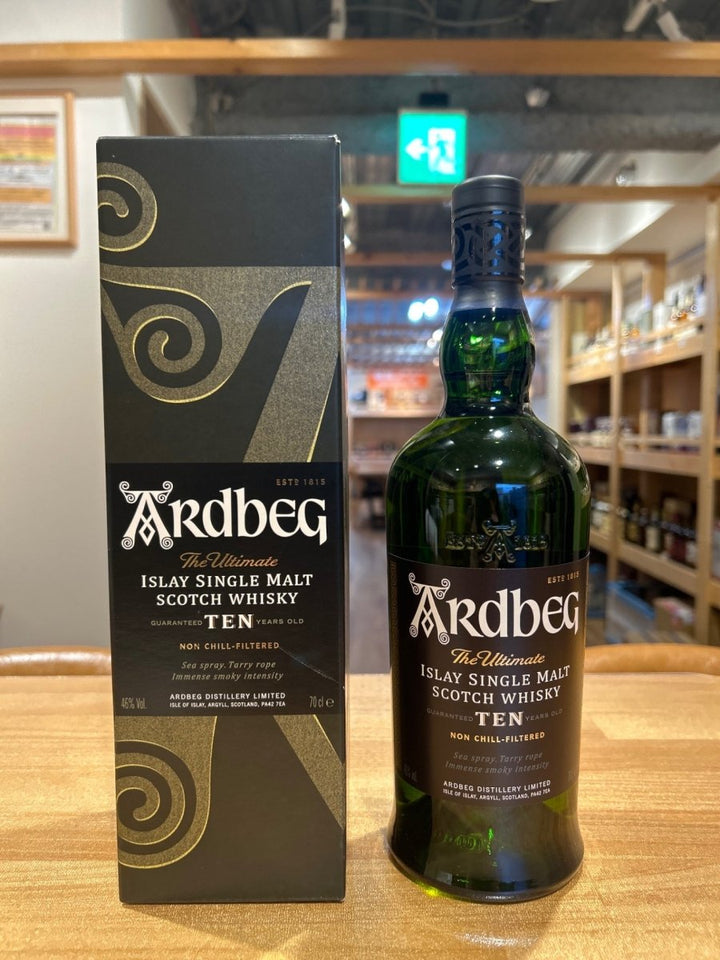 ESTD 1815
ARDBEG
The Ultimate
ISLAY SINGLE MALT
SCOTCH WHISKY
GUARANTEED TEN YEARS OLD
NON CHILL-FILTERED
Sea spray. Tarry rope
Immense smoky intensity
46% Vol.
ARDBEG DISTILLERY LIMITED
ISLE OF ISLAY, ARGYLL, SCOTLAND, PA42 7EA
70cl e
ESTD 1815
ARDBEG
The Ultimate
ISLAY SINGLE MALT
SCOTCH WHISKY
GUARANTEED TEN YEARS OLD
NON CHILL-FILTERED
Sea spray. Tarry rope
Immense smoky intensity
ARDBEG DISTILLERY LIMITED
ISLE OF ISLAY, ARGYLL, SCOTLAND, PA42 7EA